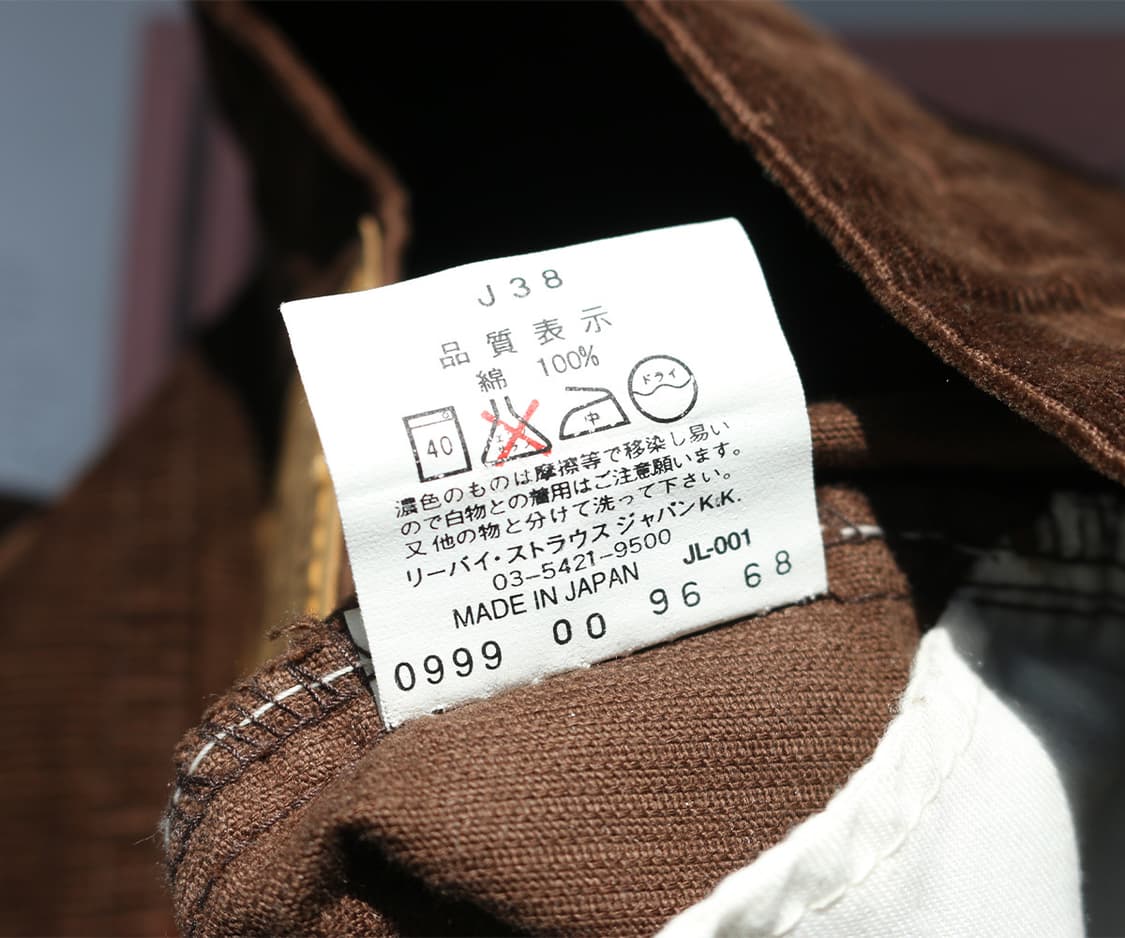 J38
品質表示
綿 100%
40 中 ドライ
濃色のものは摩擦等で移染し易い
ので白物との着用はご注意願います。
又他の物と分けて洗って下さい。
リーバイ・ストラウス ジャパンK.K.
03-5421-9500 JL-001
MADE IN JAPAN
0999 00 96 68